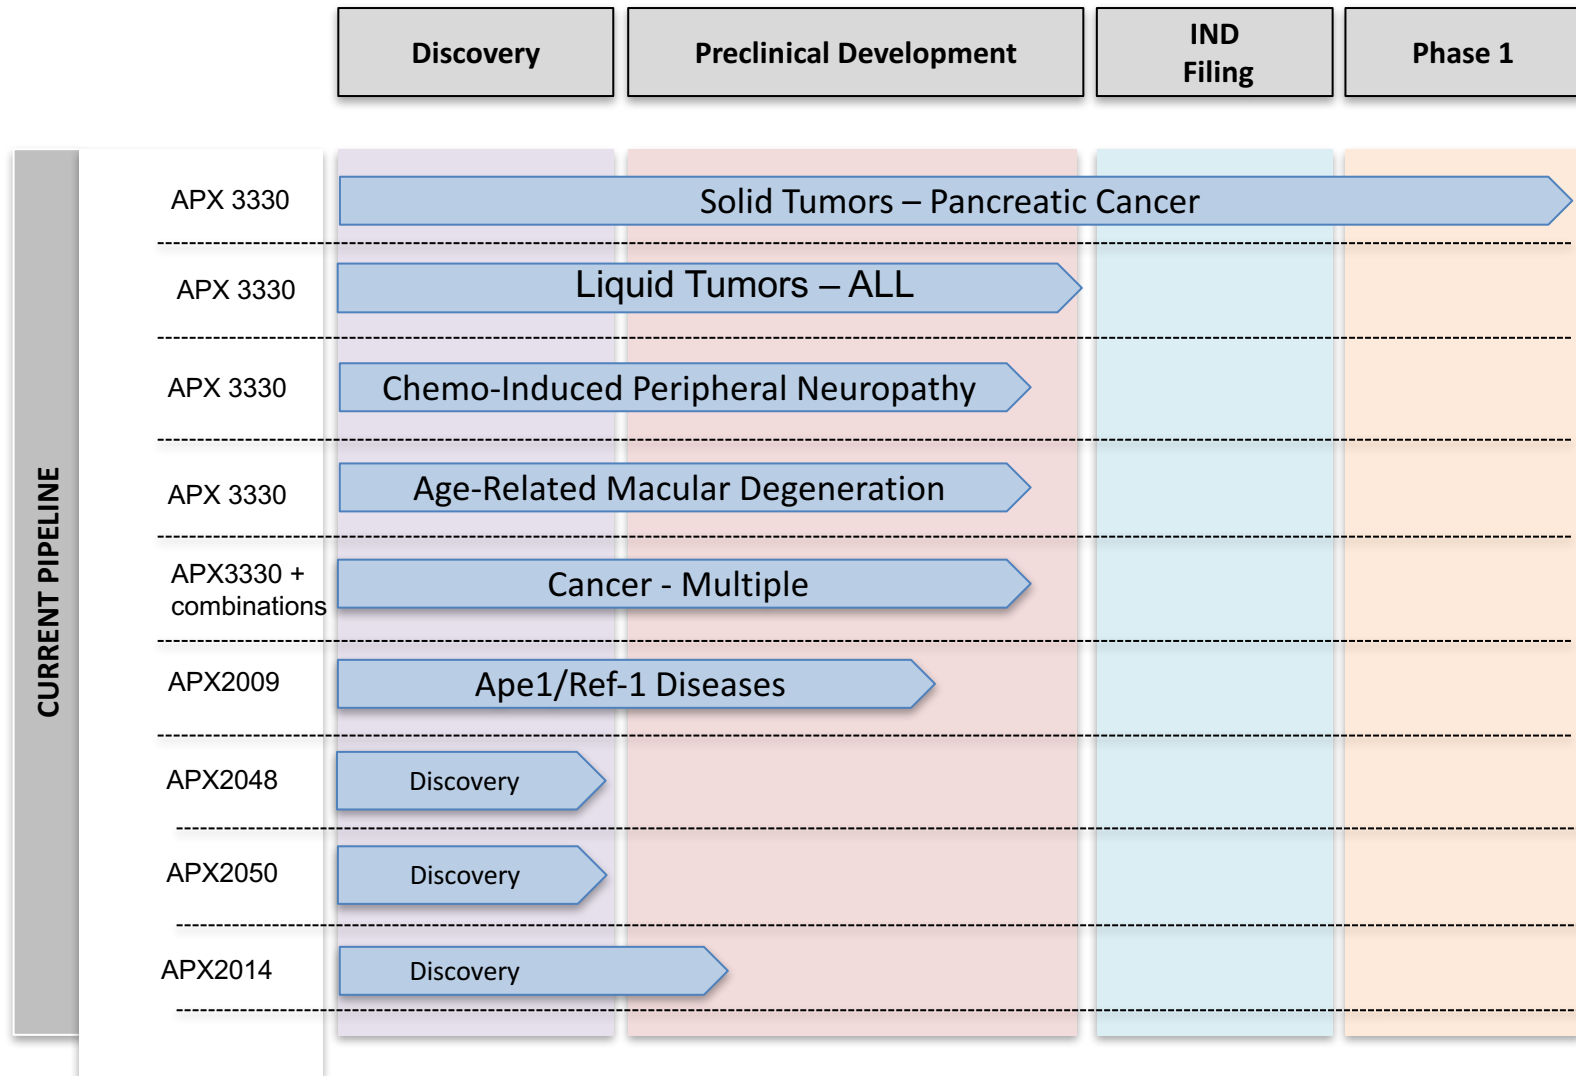 Discovery
Preclinical Development
IND
Filing
Phase 1
CURRENT PIPELINE
APX 3330
Solid Tumors – Pancreatic Cancer
APX 3330
Liquid Tumors – ALL
APX 3330
Chemo-Induced Peripheral Neuropathy
APX 3330
Age-Related Macular Degeneration
APX3330 +
combinations
Cancer - Multiple
APX2009
Ape1/Ref-1 Diseases
APX2048
Discovery
APX2050
Discovery
APX2014
Discovery